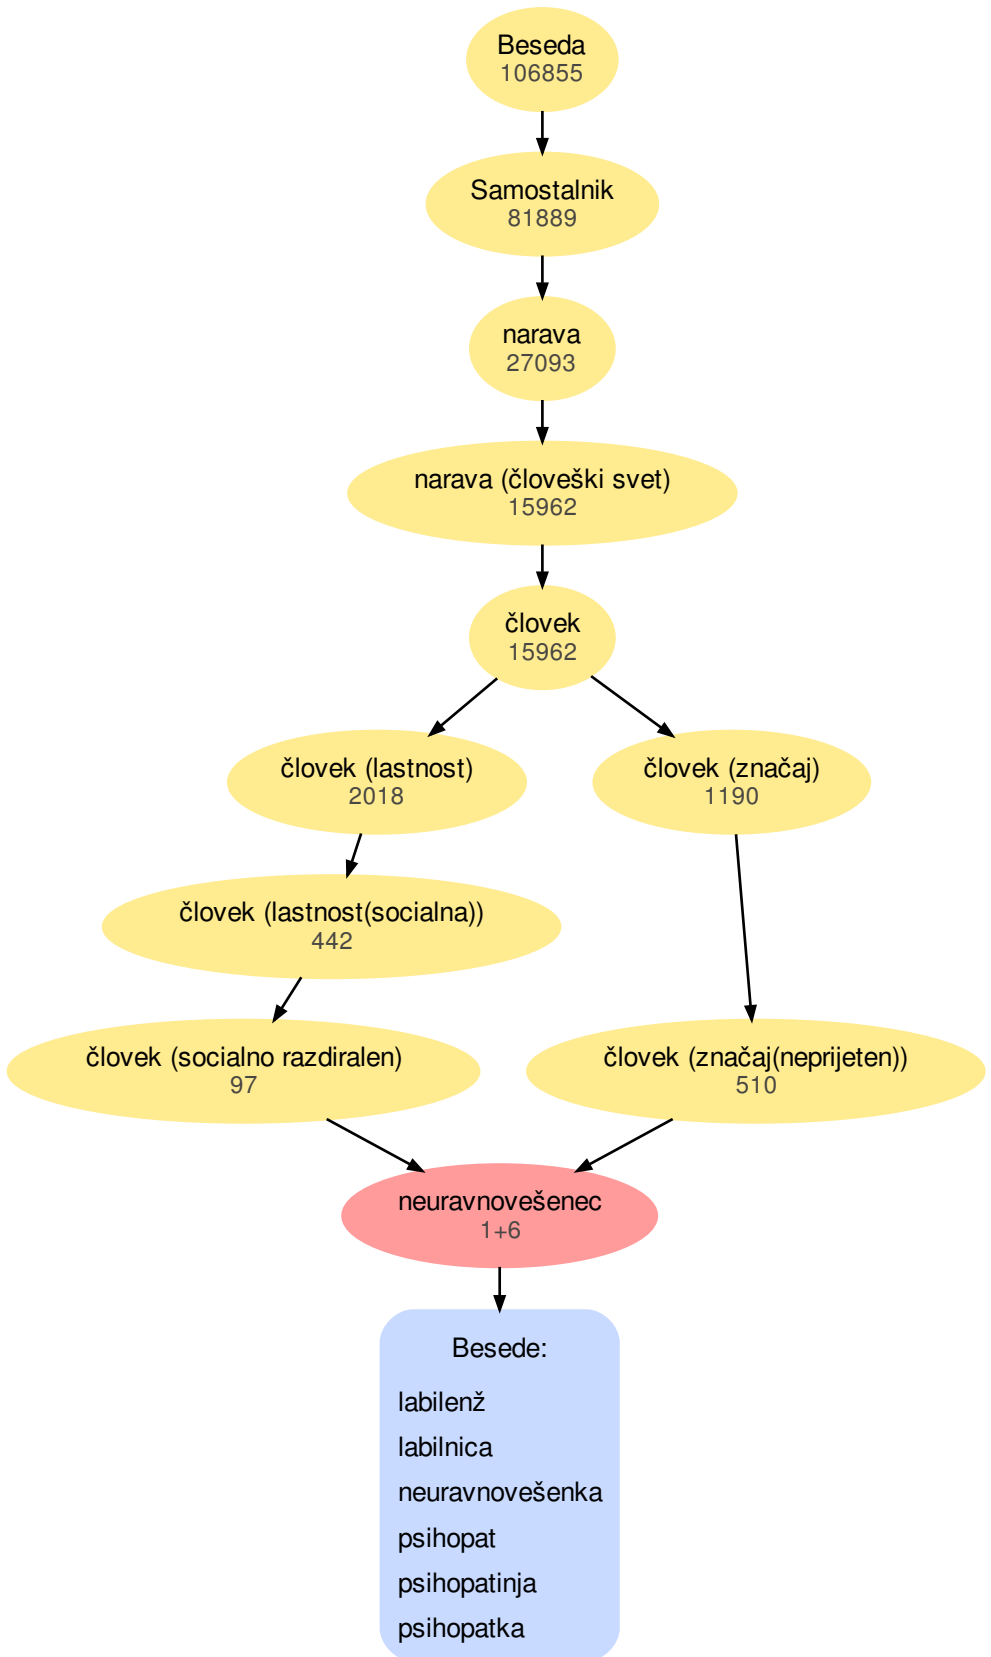 Beseda
106855
Samostalnik
81889
narava
27093
narava (človeški svet)
15962
človek
15962
človek (lastnost)
2018
človek (značaj)
1190
človek (lastnost(socialna))
442
človek (socialno razdiralen)
97
človek (značaj(neprijeten))
510
neuravnovešenec
1+6
Besede:
labilenž
labilnica
neuravnovešenka
psihopat
psihopatinja
psihopatka